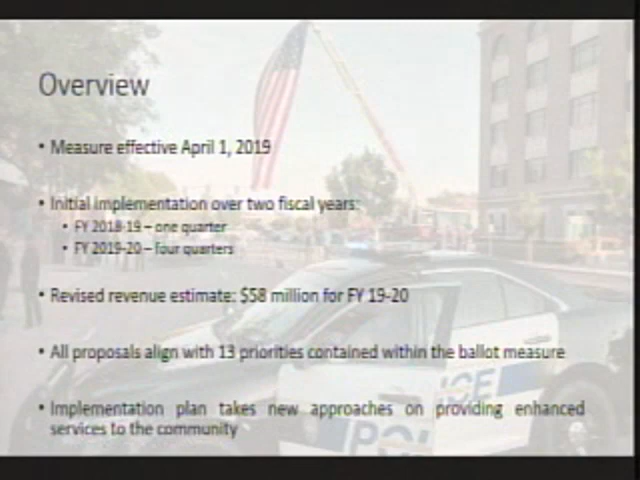 Overview
• Measure effective April 1, 2019
• Initial implementation over two fiscal years:
• FY 2018-19 – one quarter
• FY 2019-20 – four quarters
• Revised revenue estimate: $58 million for FY 19-20
• All proposals align with 13 priorities contained within the ballot measure
• Implementation plan takes new approaches on providing enhanced
services to the community